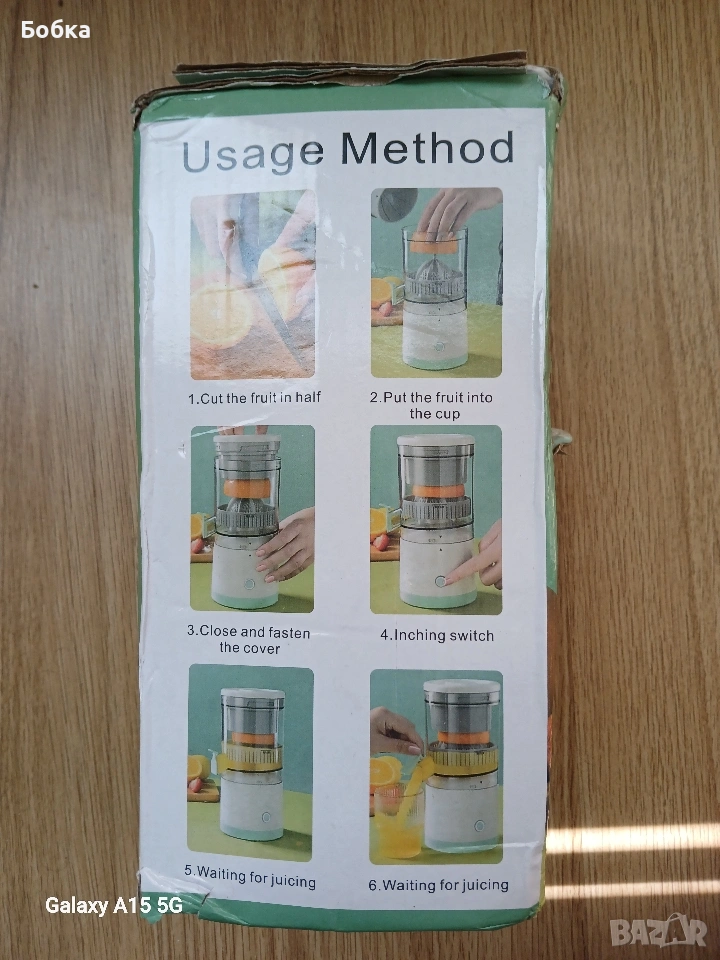 Бобка
Usage Method
1.Cut the fruit in half
2.Put the fruit into
the cup
3.Close and fasten
the cover
4.Inching switch
5.Waiting for juicing
6.Waiting for juicing
Galaxy A15 5G
BAZAR